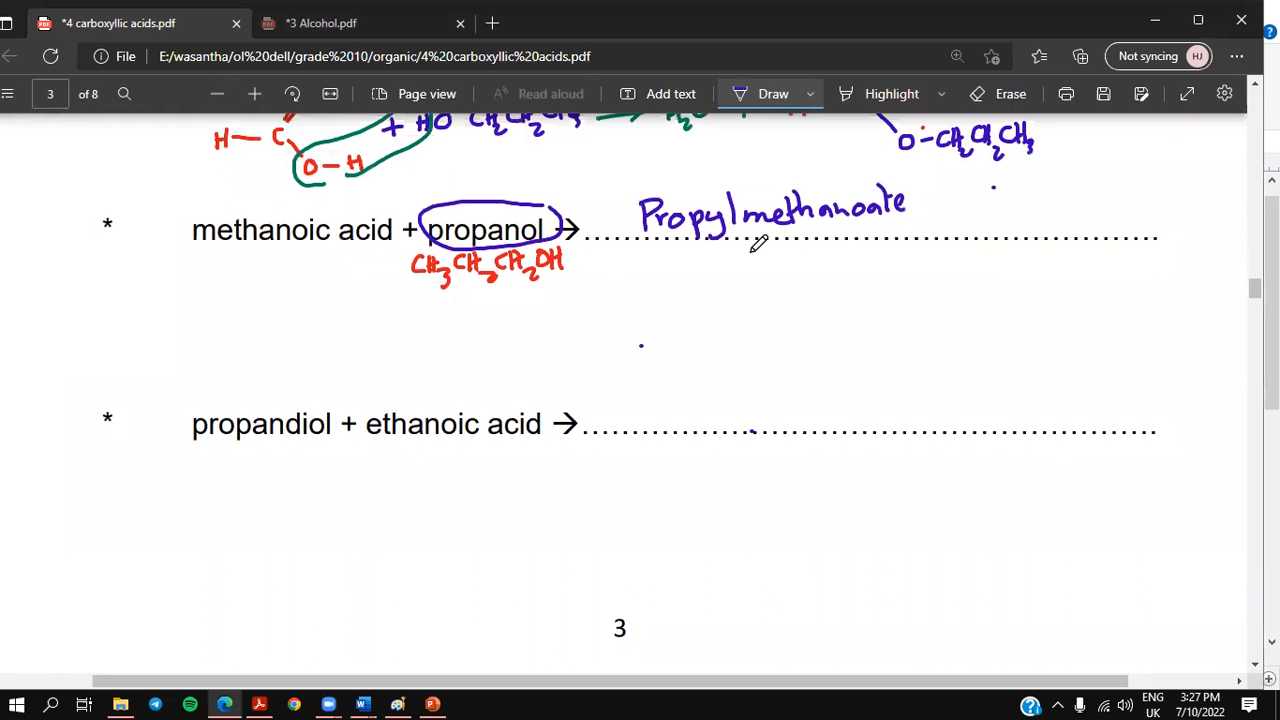 *4 carboxyllic acids.pdf
*3 Alcohol.pdf
File E:/wasantha/ol%20dell/grade%2010/organic/4%20carboxyllic%20acids.pdf
Not syncing HJ
3 of 8
Page view
Read aloud
Add text
Draw
Highlight
Erase
H—C
O—H
+ HO CH2CH2CH3 → H2O +
O—CH2CH2CH3
* methanoic acid + propanol → Propylmethanoate
CH3CH2CH2OH
* propandiol + ethanoic acid →
3
ENG
UK
3:27 PM
7/10/2022